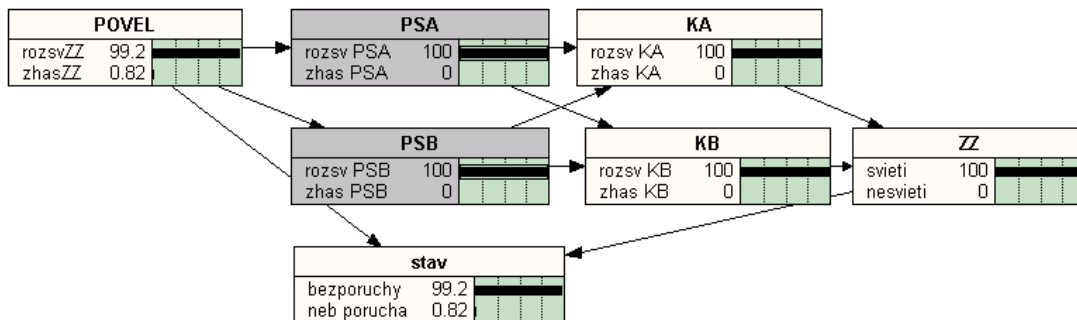 POVEL
rozsvZZ 99.2
zhasZZ 0.82
PSA
rozsv PSA 100
zhas PSA 0
KA
rozsv KA 100
zhas KA 0
PSB
rozsv PSB 100
zhas PSB 0
KB
rozsv KB 100
zhas KB 0
ZZ
svieti 100
nesvieti 0
stav
bezporuchy 99.2
neb porucha 0.82